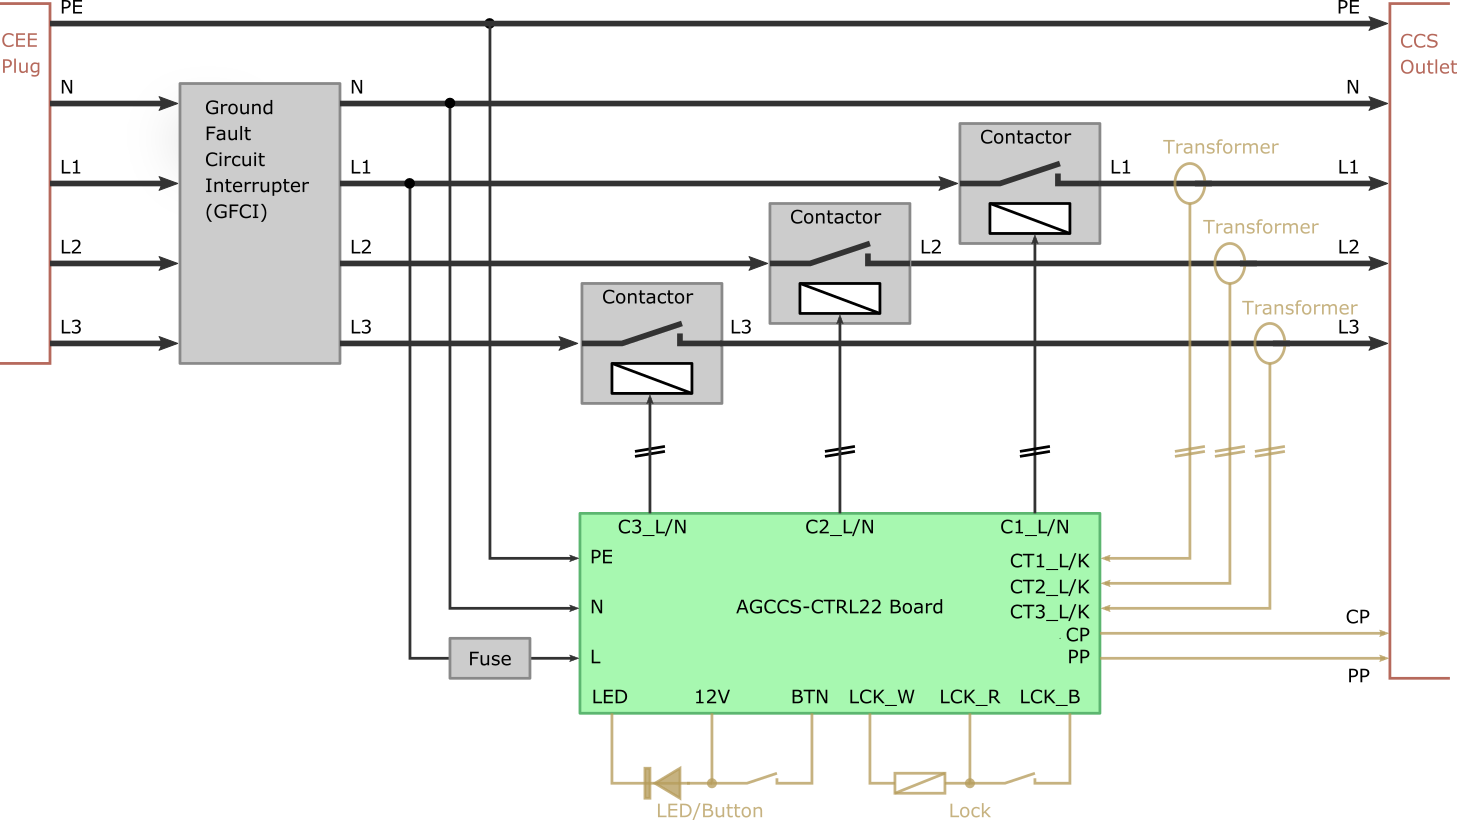 PE
PE
CEE
Plug
CCS
Outlet
N
N
N
Ground
Fault
Circuit
Interrupter
(GFCI)
Contactor
Transformer
L1
L1
L1
L1
Contactor
Transformer
L2
L2
L2
L2
Contactor
Transformer
L3
L3
L3
L3
C3_L/N
C2_L/N
C1_L/N
PE
CT1_L/K
CT2_L/K
N
AGCCS-CTRL22 Board
CT3_L/K
CP
CP
Fuse
L
PP
PP
LED
12V
BTN
LCK_W
LCK_R
LCK_B
LED/Button
Lock